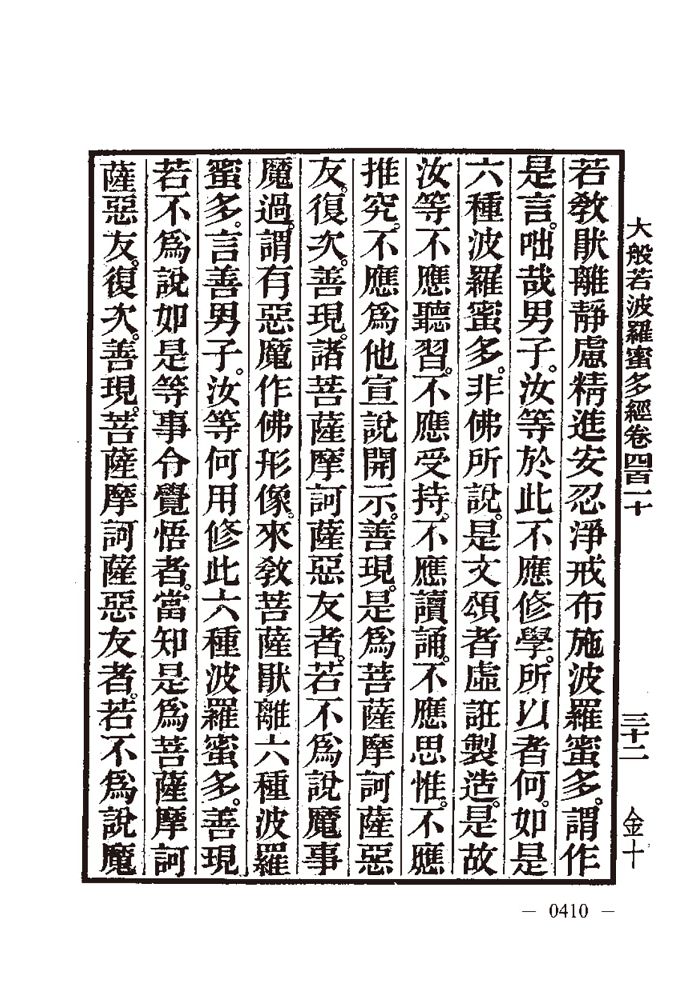 大般若波羅蜜多經卷四百一十
三十二
金十
若教猒離靜慮精進安忍淨戒布施波羅蜜多。謂作
是言。咄哉男子。汝等於此不應修學。所以者何。如是
六種波羅蜜多。非佛所說。是文頌者虛誑製造。是故
汝等不應聽習。不應受持。不應讀誦。不應思惟。不應
推究。不應為他宣說開示。善現。是為菩薩摩訶薩惡
友。復次。善現。諸菩薩摩訶薩惡友者。若不為說魔事
魔過。謂有惡魔作佛形像。來教菩薩猒離六種波羅
蜜多。言善男子。汝等何用修此六種波羅蜜多。善現
若不為說如是等事令覺悟者。當知是為菩薩摩訶
薩惡友。復次。善現。菩薩摩訶薩惡友者。若不為說魔
— 0410 —